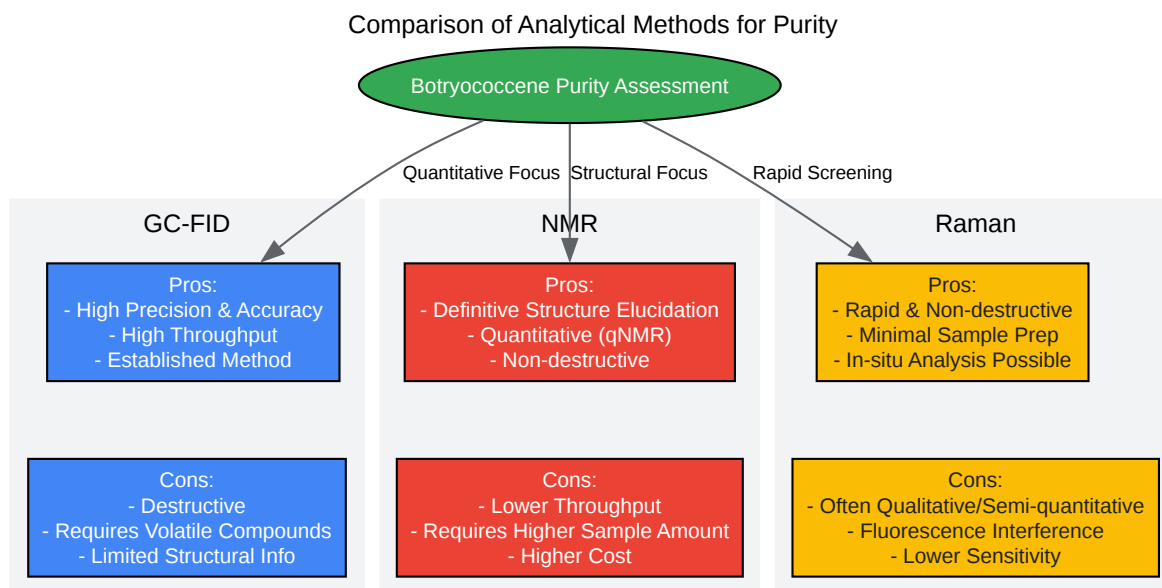 Comparison of Analytical Methods for Purity
Botryococcene Purity Assessment
Quantitative Focus
Structural Focus
Rapid Screening
GC-FID
Pros:
- High Precision & Accuracy
- High Throughput
- Established Method
Cons:
- Destructive
- Requires Volatile Compounds
- Limited Structural Info
NMR
Pros:
- Definitive Structure Elucidation
- Quantitative (qNMR)
- Non-destructive
Cons:
- Lower Throughput
- Requires Higher Sample Amount
- Higher Cost
Raman
Pros:
- Rapid & Non-destructive
- Minimal Sample Prep
- In-situ Analysis Possible
Cons:
- Often Qualitative/Semi-quantitative
- Fluorescence Interference
- Lower Sensitivity